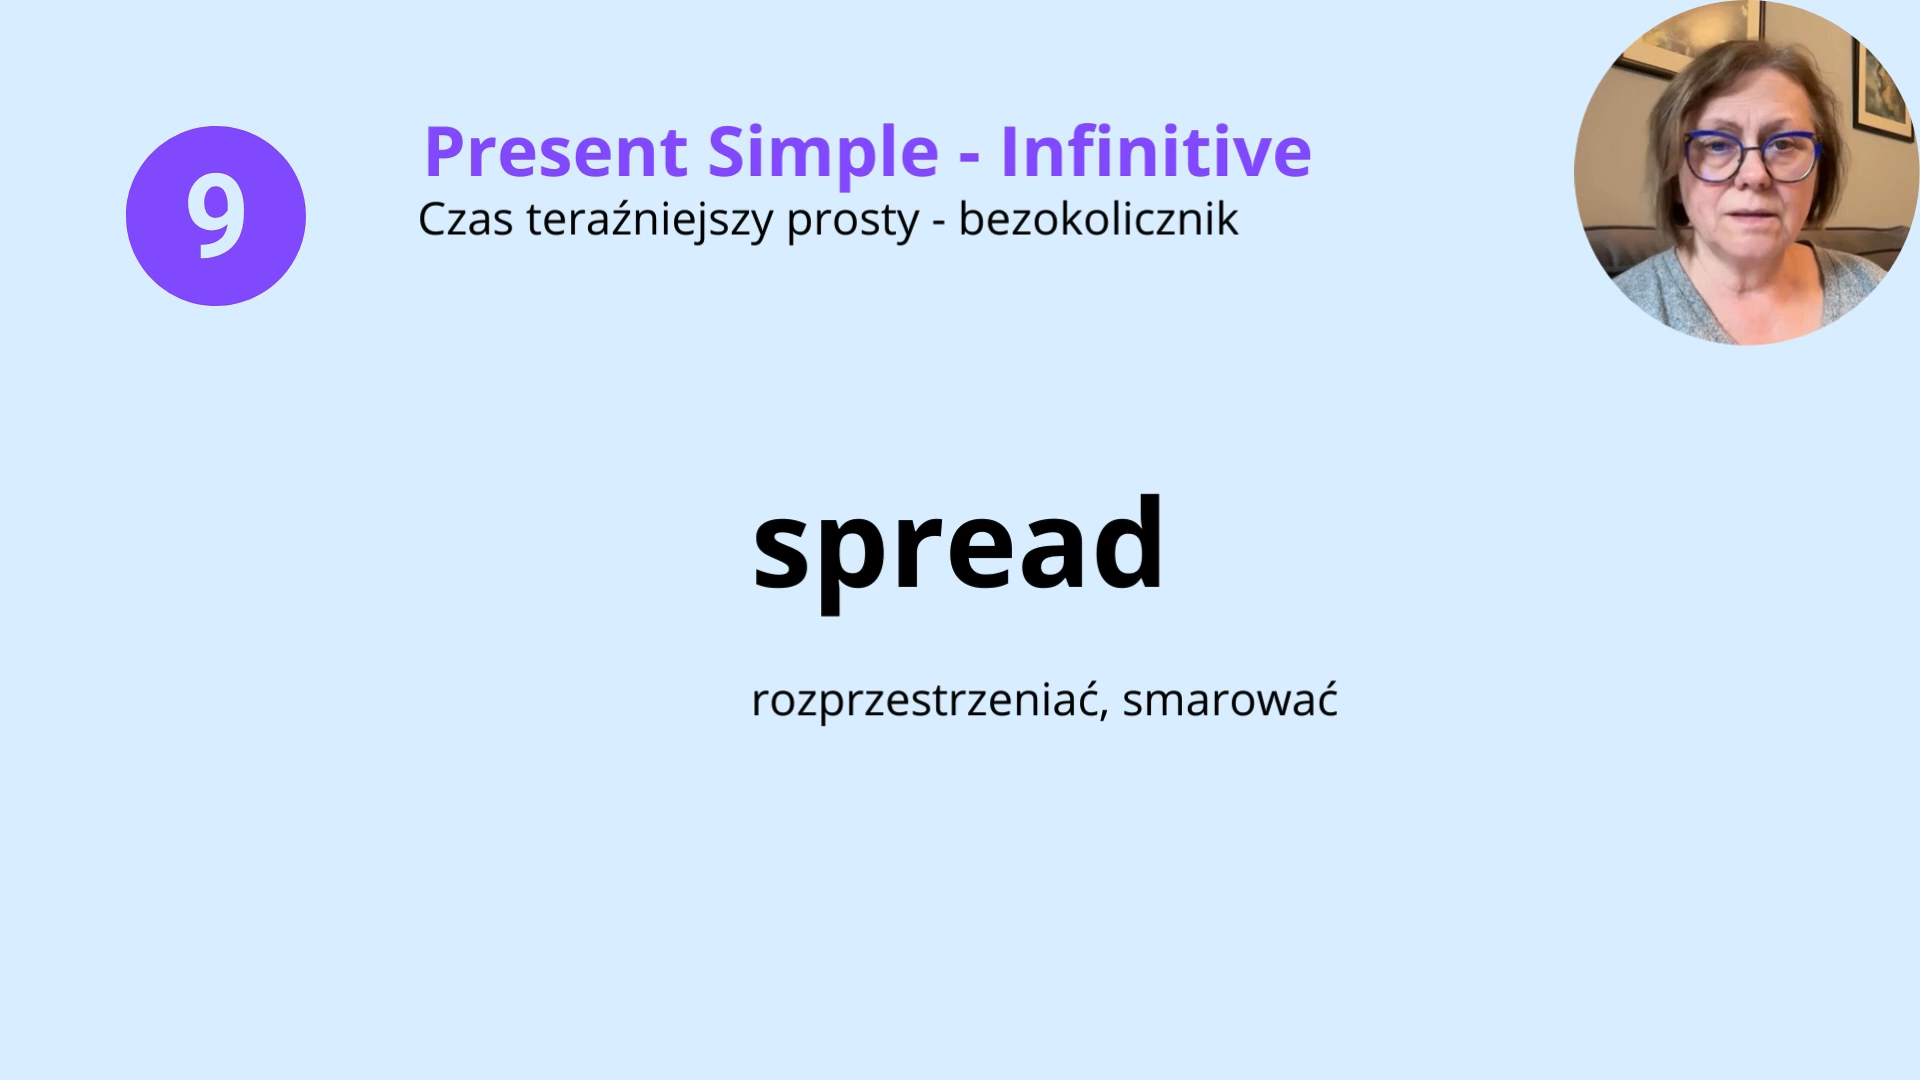 9
Present Simple - Infinitive
Czas teraźniejszy prosty - bezokolicznik
spread
rozprzestrzeniać, smarować